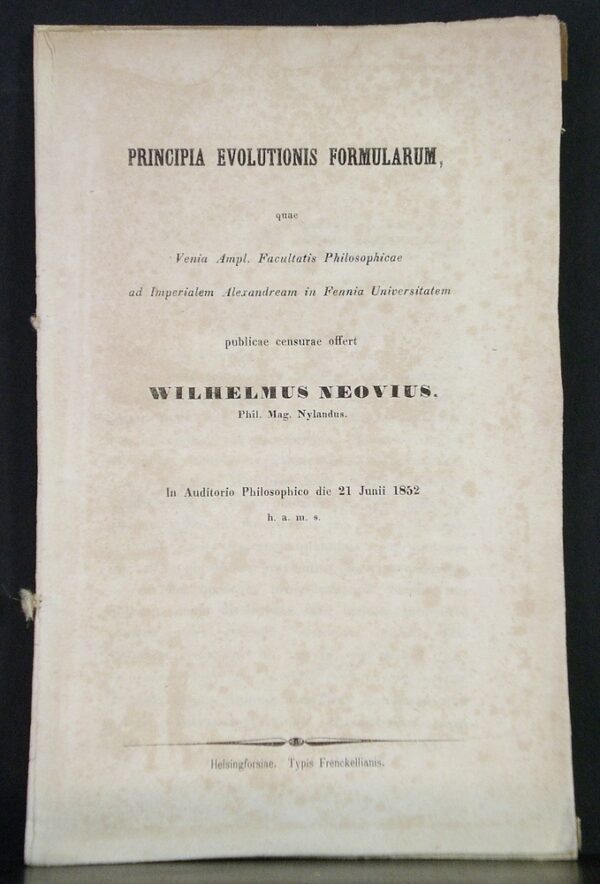 PRINCIPIA EVOLUTIONIS FORMULARUM,
quae
Venia Ampl. Facultatis Philosophicae
ad Imperialem Alexandream in Fennia Universitatem
publicae censurae offert
WILHELMUS NEOVIUS,
Phil. Mag. Nylandus.
In Auditorio Philosophico die 21 Junii 1852
h. a. m. s.
Helsingforsiae, Typis Frenckellianis.